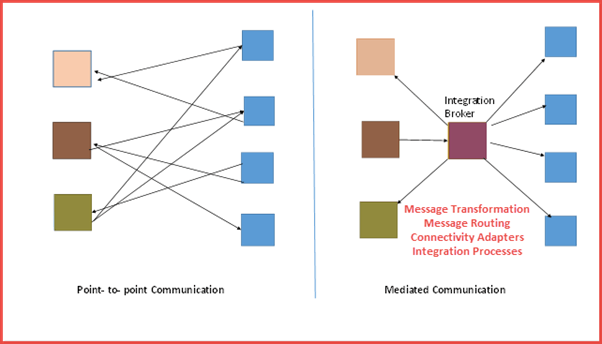 Integration
Broker
Message Transformation
Message Routing
Connectivity Adapters
Integration Processes
Point- to- point Communication
Mediated Communication